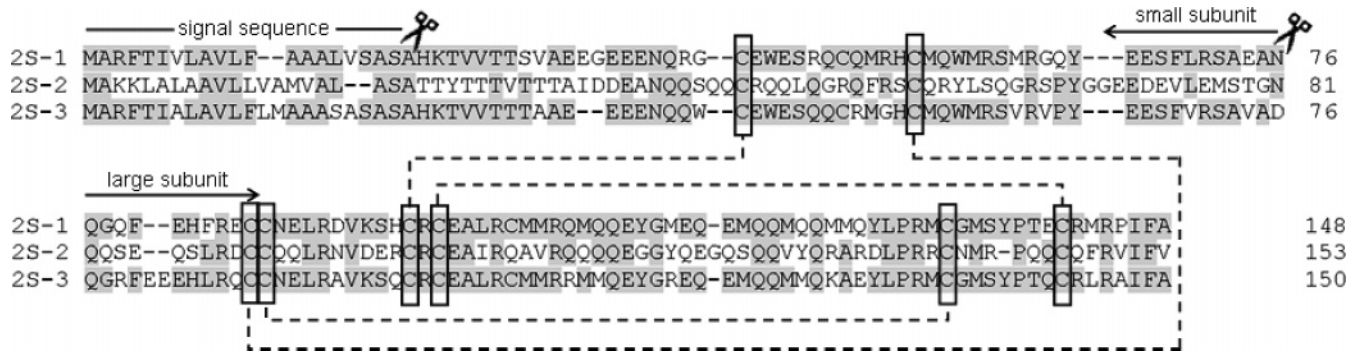 signal sequence small subunit
2S-1 MARFTIVLAVLF--AAALVSASAHKTVVTTSVAEEGEEENQRG--CEWESRQCQMRHCMQWMRSMRGQY---EESFLRSAEAN 76
2S-2 MAKKLALAAVLLVAMVAL--ASATTYTTTVTTTAIDDEANQQSQQCRQQLQGRQFRSCQRYLSQGRSPYGGEEDEVLEMSTGN 81
2S-3 MARFTIALAVLFLMAAASASASAHKTVVTTTAAE--EEENQQW--CEWESQQCRMGHCMQWMRSVRVPY---EESFVRSAVAD 76
large subunit
2S-1 QGQF--EHFRECCNELRDVKSHCRCEALRCMMRQMQQEYGMEQ-EMQQMQQMMQYLPRMCGMSYPTECRMRPIFA 148
2S-2 QQSE--QSLRDCCQQLRNVDERCRCEAIRQAVRQQQQEGGYQEGQSQQVYQRARDLPRRCNMR-PQQCQFRVIFV 153
2S-3 QGRFEEEHLRQCCNELRAVKSQCRCEALRCMMRRMMQEYGREQ-EMQQMMQKAEYLPRMCGMSYPTQCRLRAIFA 150